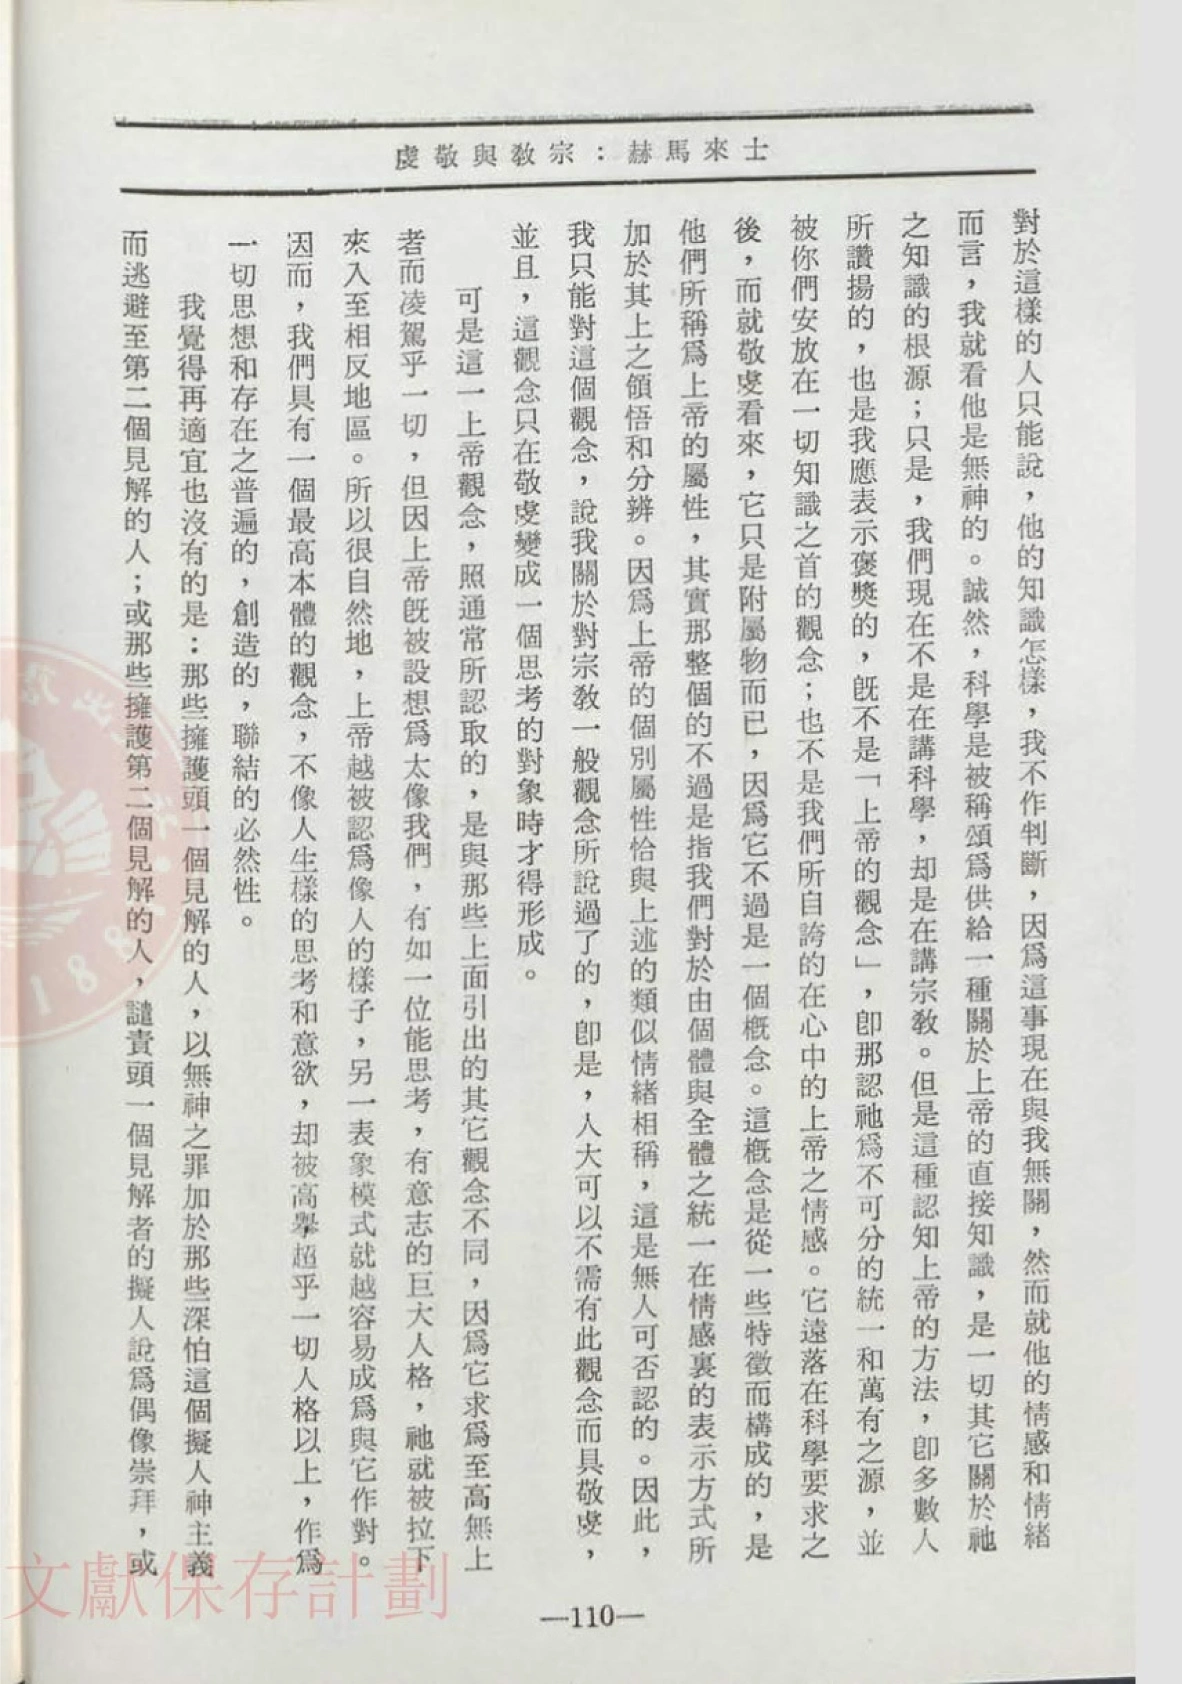 士來馬赫：宗教與敬虔
對於這樣的人只能說，他的知識怎樣，我不作判斷，因爲這事現在與我無關，然而就他的情感和情緒
而言，我就看他是無神的。誠然，科學是被稱頌爲供給一種關於上帝的直接知識，是一切其它關於祂
之知識的根源；只是，我們現在不是在講科學，却是在講宗教。但是這種認知上帝的方法，卽多數人
所讚揚的，也是我應表示褒獎的，旣不是「上帝的觀念」，卽那認祂爲不可分的統一和萬有之源，並
被你們安放在一切知識之首的觀念；也不是我們所自誇的在心中的上帝之情感。它遠落在科學要求之
後，而就敬虔看來，它只是附屬物而已，因爲它不過是一個概念。這概念是從一些特徵而構成的，是
他們所稱爲上帝的屬性，其實那整個的不過是指我們對於由個體與全體之統一在情感裏的表示方式所
加於其上之領悟和分辨。因爲上帝的個別屬性恰與上述的類似情緒相稱，這是無人可否認的。因此，
我只能對這個觀念，說我關於對宗教一般觀念所說過了的，卽是，人大可以不需有此觀念而具敬虔，
並且，這觀念只在敬虔變成一個思考的對象時才得形成。
可是這一上帝觀念，照通常所認取的，是與那些上面引出的其它觀念不同，因爲它求爲至高無上
者而凌駕乎一切，但因上帝旣被設想爲太像我們，有如一位能思考，有意志的巨大人格，祂就被拉下
來入至相反地區。所以很自然地，上帝越被認爲像人的樣子，另一表象模式就越容易成爲與它作對。
因而，我們具有一個最高本體的觀念，不像人生樣的思考和意欲，却被高擧超乎一切人格以上，作爲
一切思想和存在之普遍的，創造的，聯結的必然性。
我覺得再適宜也沒有的是：那些擁護頭一個見解的人，以無神之罪加於那些深怕這個擬人神主義
而逃避至第二個見解的人；或那些擁護第二個見解的人，譴責頭一個見解者的擬人說爲偶像崇拜，或
—110—
文獻保存計劃
188